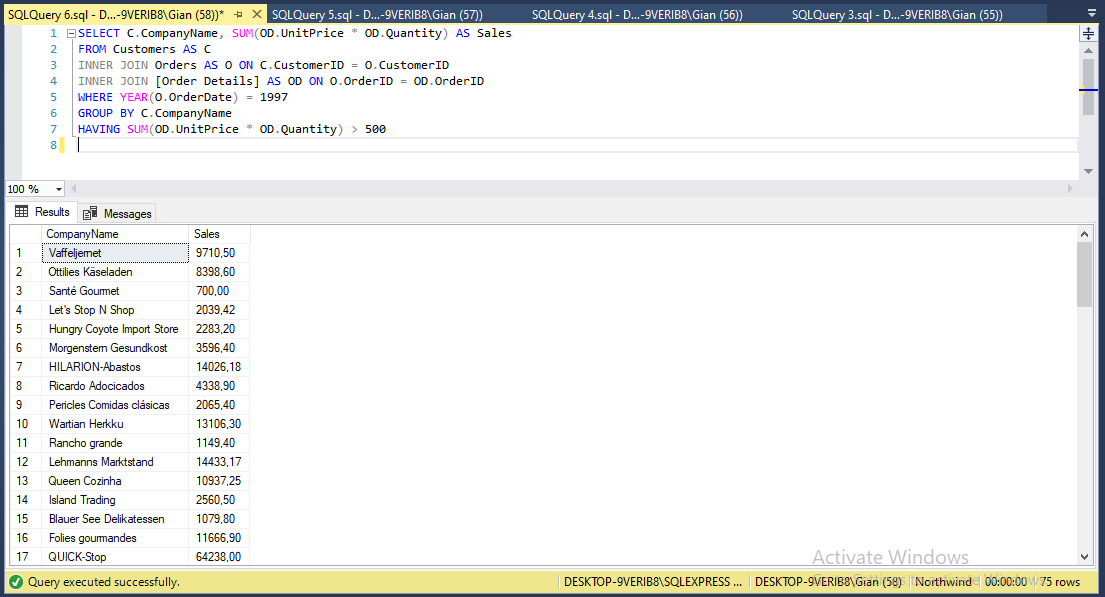 SQLQuery 6.sql - D...-9VERIB8\Gian (58))* SQLQuery 5.sql - D...-9VERIB8\Gian (57)) SQLQuery 4.sql - D...-9VERIB8\Gian (56)) SQLQuery 3.sql - D...-9VERIB8\Gian (55))
1 SELECT C.CompanyName, SUM(OD.UnitPrice * OD.Quantity) AS Sales
2 FROM Customers AS C
3 INNER JOIN Orders AS O ON C.CustomerID = O.CustomerID
4 INNER JOIN [Order Details] AS OD ON O.OrderID = OD.OrderID
5 WHERE YEAR(O.OrderDate) = 1997
6 GROUP BY C.CompanyName
7 HAVING SUM(OD.UnitPrice * OD.Quantity) > 500
8
100 %
Results Messages
CompanyName Sales
1 Vaffeljernet 9710,50
2 Ottilies Käseladen 8398,60
3 Santé Gourmet 700,00
4 Let's Stop N Shop 2039,42
5 Hungry Coyote Import Store 2283,20
6 Morgenstern Gesundkost 3596,40
7 HILARION-Abastos 14026,18
8 Ricardo Adocicados 4338,90
9 Pericles Comidas clásicas 2065,40
10 Wartian Herkku 13106,30
11 Rancho grande 1149,40
12 Lehmanns Marktstand 14433,17
13 Queen Cozinha 10937,25
14 Island Trading 2560,50
15 Blauer See Delikatessen 1079,80
16 Folies gourmandes 11666,90
17 QUICK-Stop 64238,00
Activate Windows
Query executed successfully. DESKTOP-9VERIB8\SQLEXPRESS ... DESKTOP-9VERIB8\Gian (58) Northwind 00:00:00 75 rows